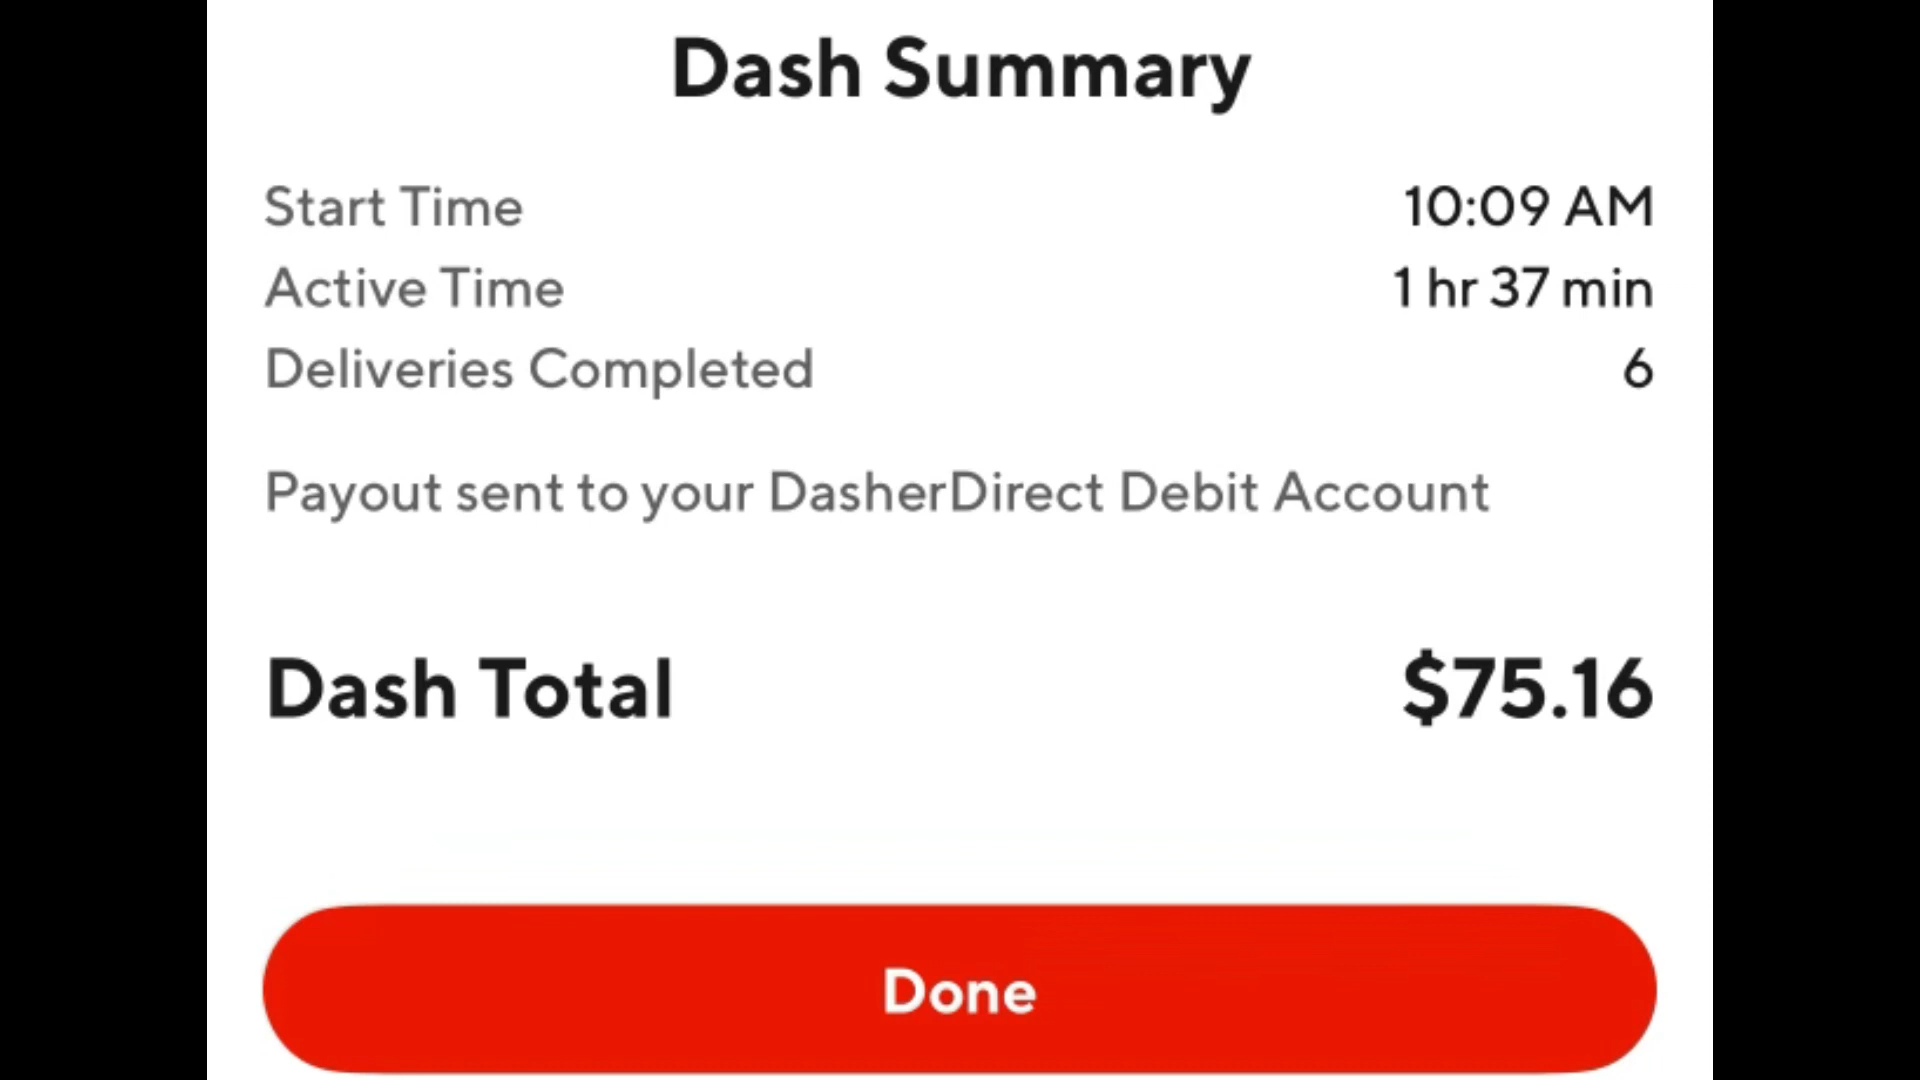 Dash Summary
Start Time 10:09 AM
Active Time 1 hr 37 min
Deliveries Completed 6
Payout sent to your DasherDirect Debit Account
Dash Total $75.16
Done